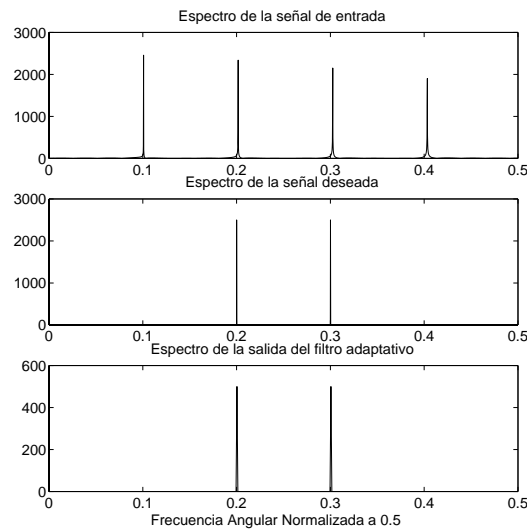 Espectro de la señal de entrada
3000
2000
1000
0
0 0.1 0.2 0.3 0.4 0.5
Espectro de la señal deseada
3000
2000
1000
0
0 0.1 0.2 0.3 0.4 0.5
Espectro de la salida del filtro adaptativo
600
400
200
0
0 0.1 0.2 0.3 0.4 0.5
Frecuencia Angular Normalizada a 0.5